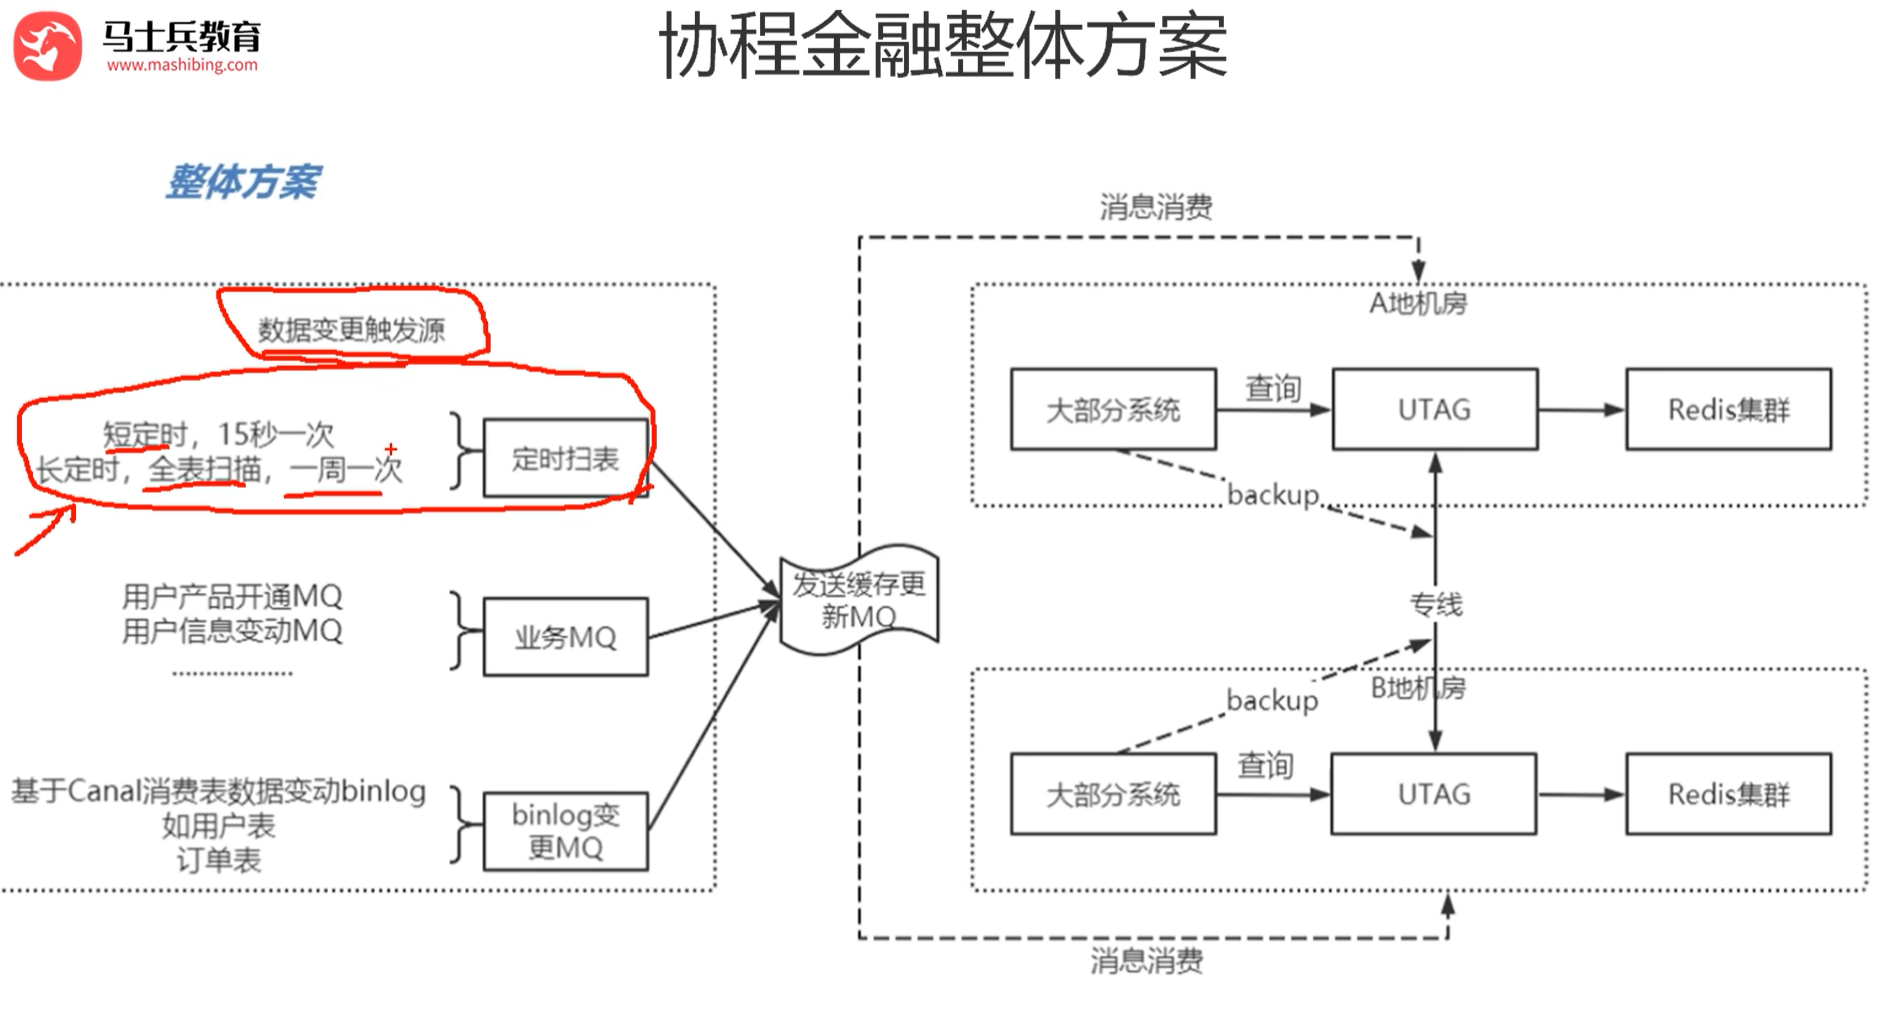 马士兵教育
www.mashibing.com
协程金融整体方案
整体方案
数据变更触发源
短定时，15秒一次
长定时，全表扫描，一周一次
定时扫表
用户产品开通MQ
用户信息变动MQ
..................
业务MQ
基于Canal消费表数据变动binlog
如用户表
订单表
binlog变
更MQ
发送缓存更
新MQ
消息消费
A地机房
大部分系统
查询
UTAG
Redis集群
backup
专线
backup
B地机房
大部分系统
查询
UTAG
Redis集群
消息消费